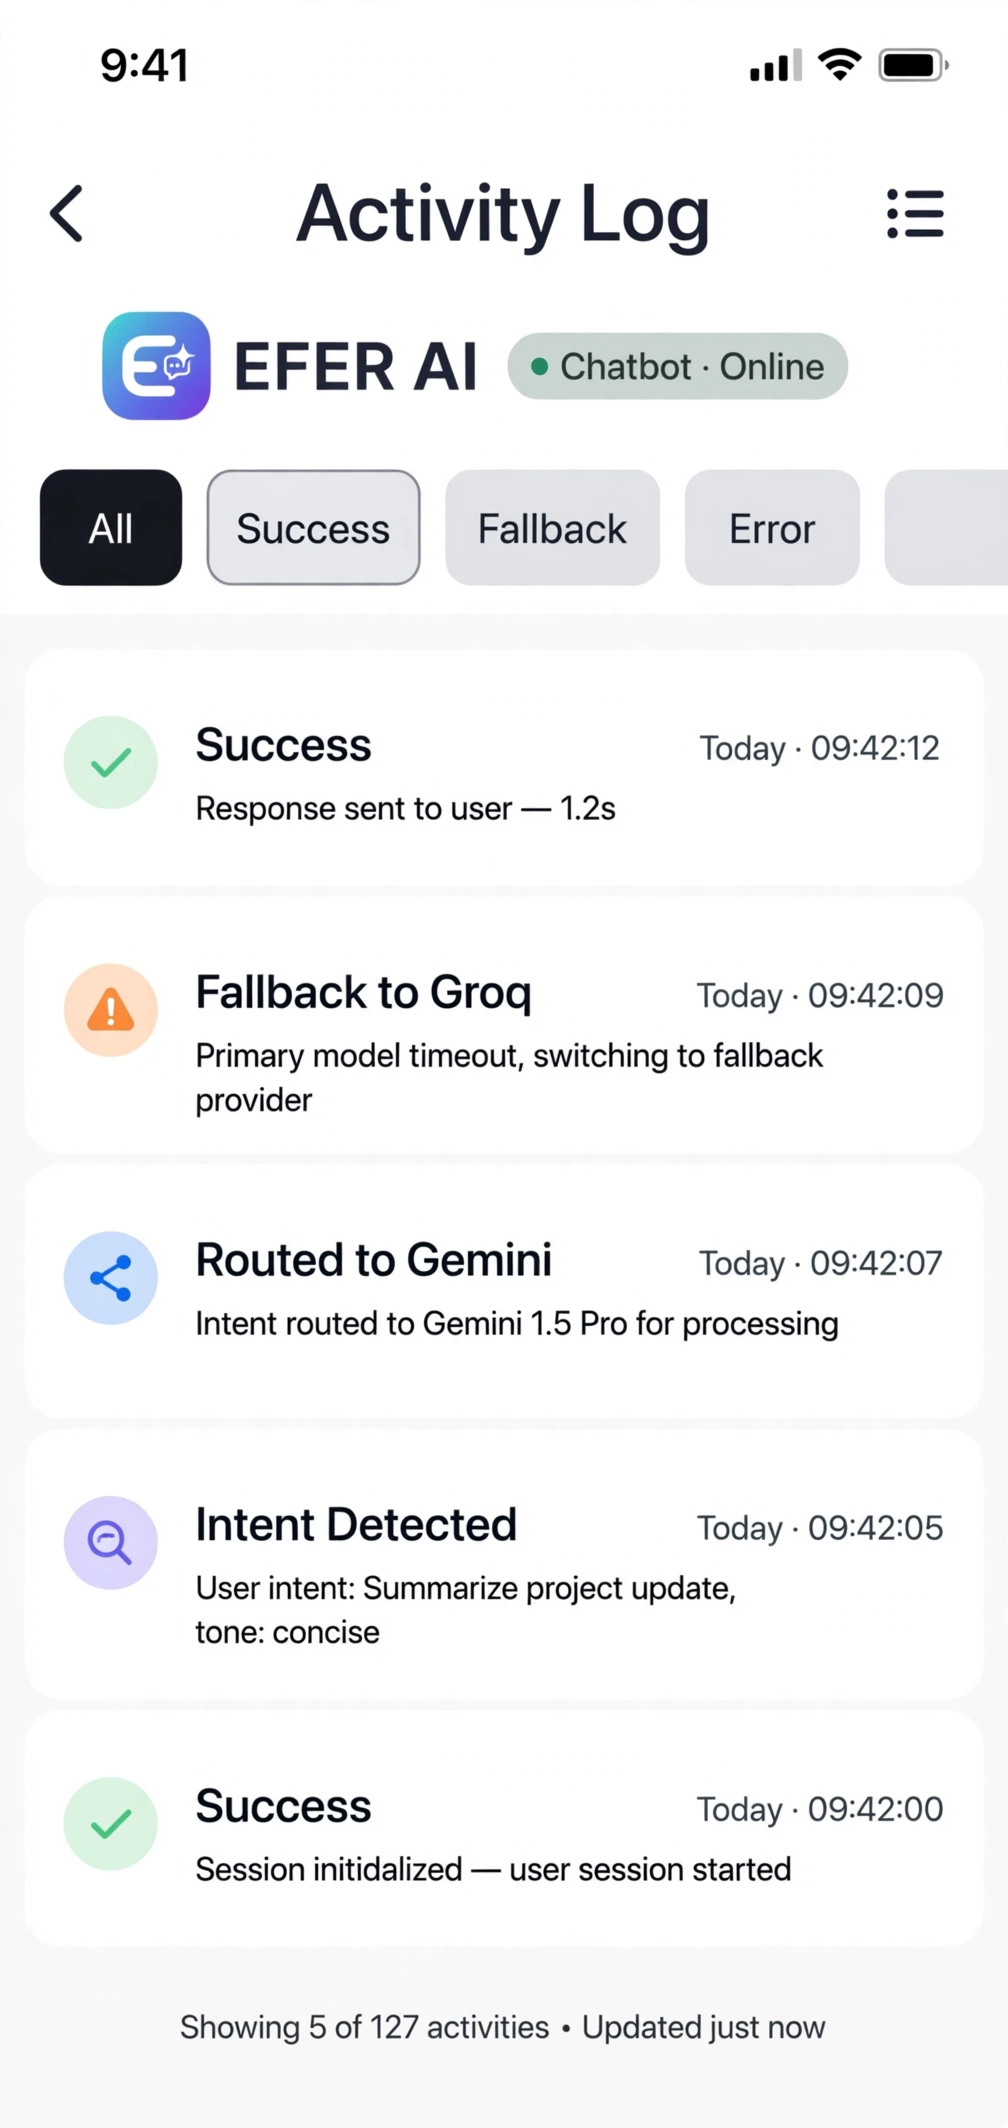 9:41
Activity Log
EFER AI
Chatbot · Online
All
Success
Fallback
Error
Success
Today · 09:42:12
Response sent to user — 1.2s
Fallback to Groq
Today · 09:42:09
Primary model timeout, switching to fallback
provider
Routed to Gemini
Today · 09:42:07
Intent routed to Gemini 1.5 Pro for processing
Intent Detected
Today · 09:42:05
User intent: Summarize project update,
tone: concise
Success
Today · 09:42:00
Session initidalized — user session started
Showing 5 of 127 activities • Updated just now